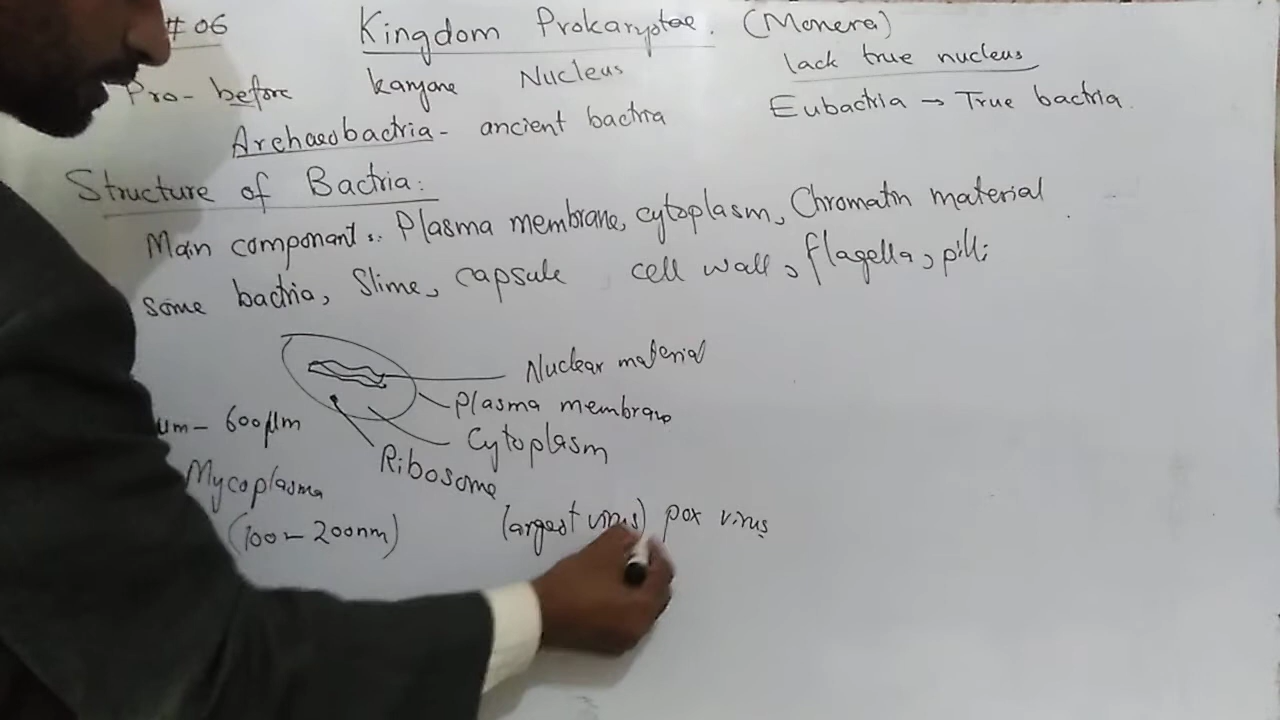 #06 Kingdom Prokaryotae. (Monera)
Pro- before karyane Nucleus lack true nucleus
Archaeobactria - ancient bactria Eubactria → True bactria.
Structure of Bactria:
Main componant: Plasma membrane, cytoplasm, Chromatin material
some bactria, Slime, capsule cell wall, flagella, pilli
Nuclear material
Plasma membrane
um - 600µm Cytoplasm
Ribosome
Mycoplasma
(100 - 200nm) (largest virus) pox virus